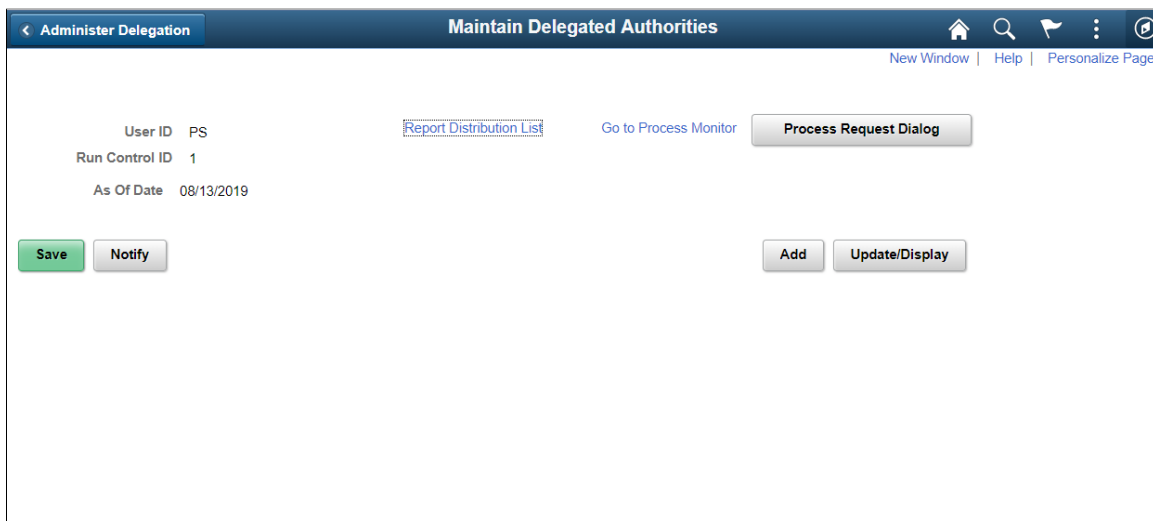 Administer Delegation Maintain Delegated Authorities
New Window | Help | Personalize Page
User ID PS Report Distribution List Go to Process Monitor Process Request Dialog
Run Control ID 1
As Of Date 08/13/2019
Save Notify Add Update/Display